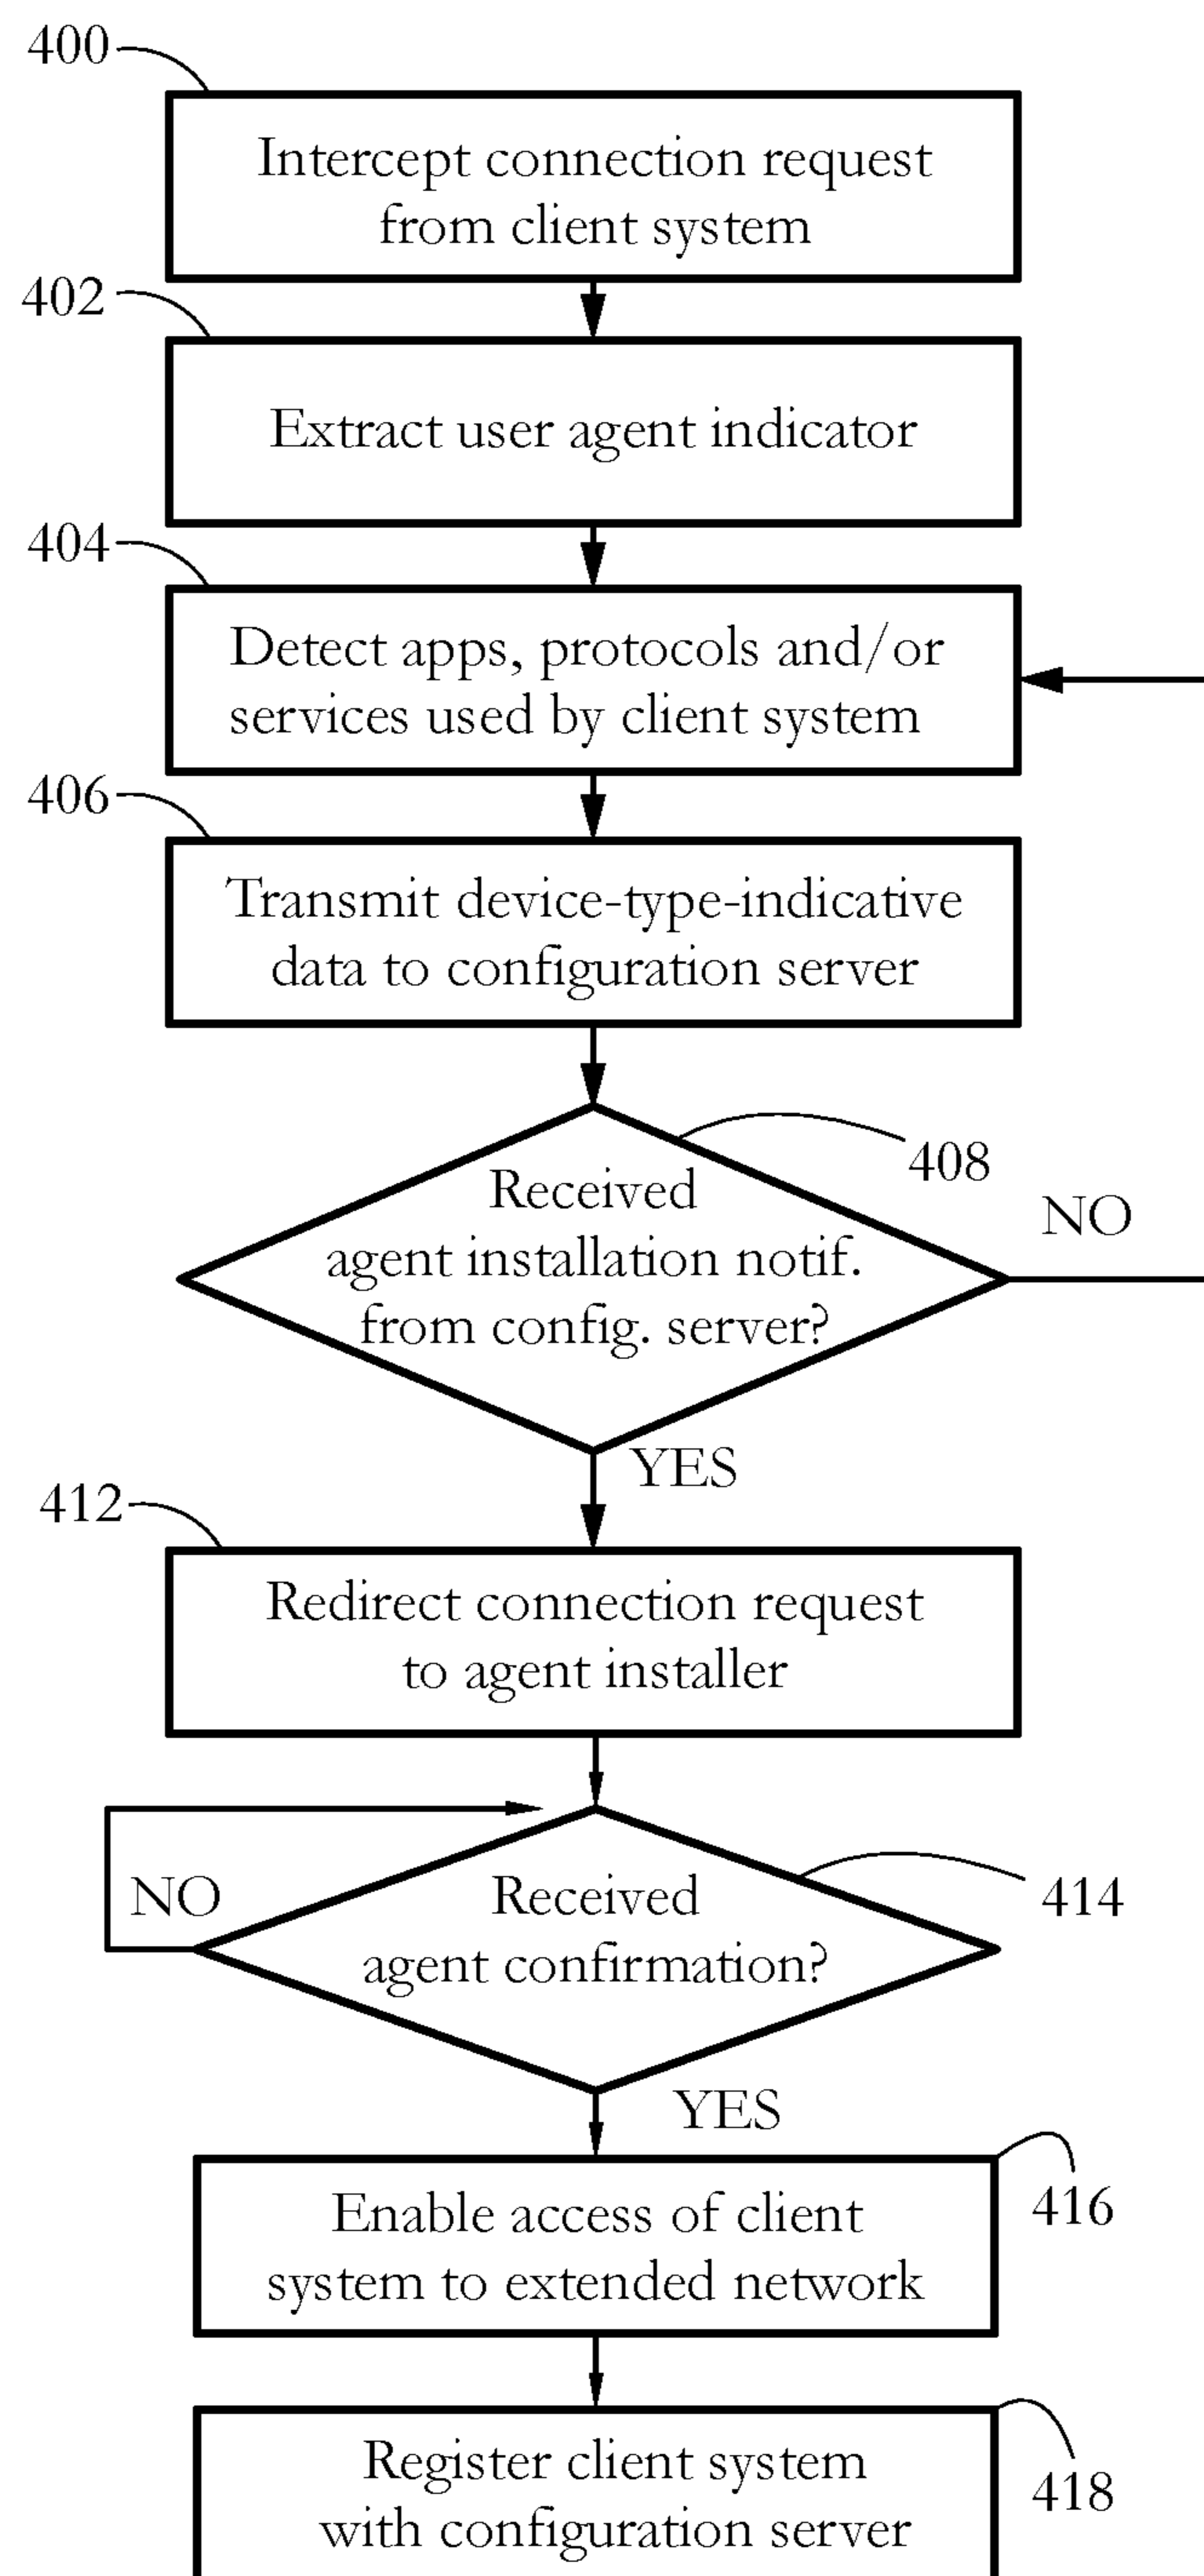 400
Intercept connection request
from client system
402
Extract user agent indicator
404
Detect apps, protocols and/or
services used by client system
406
Transmit device-type-indicative
data to configuration server
408
Received
agent installation notif.
from config. server?
NO
YES
412
Redirect connection request
to agent installer
NO
Received
agent confirmation?
414
YES
Enable access of client
system to extended network
416
Register client system
with configuration server
418